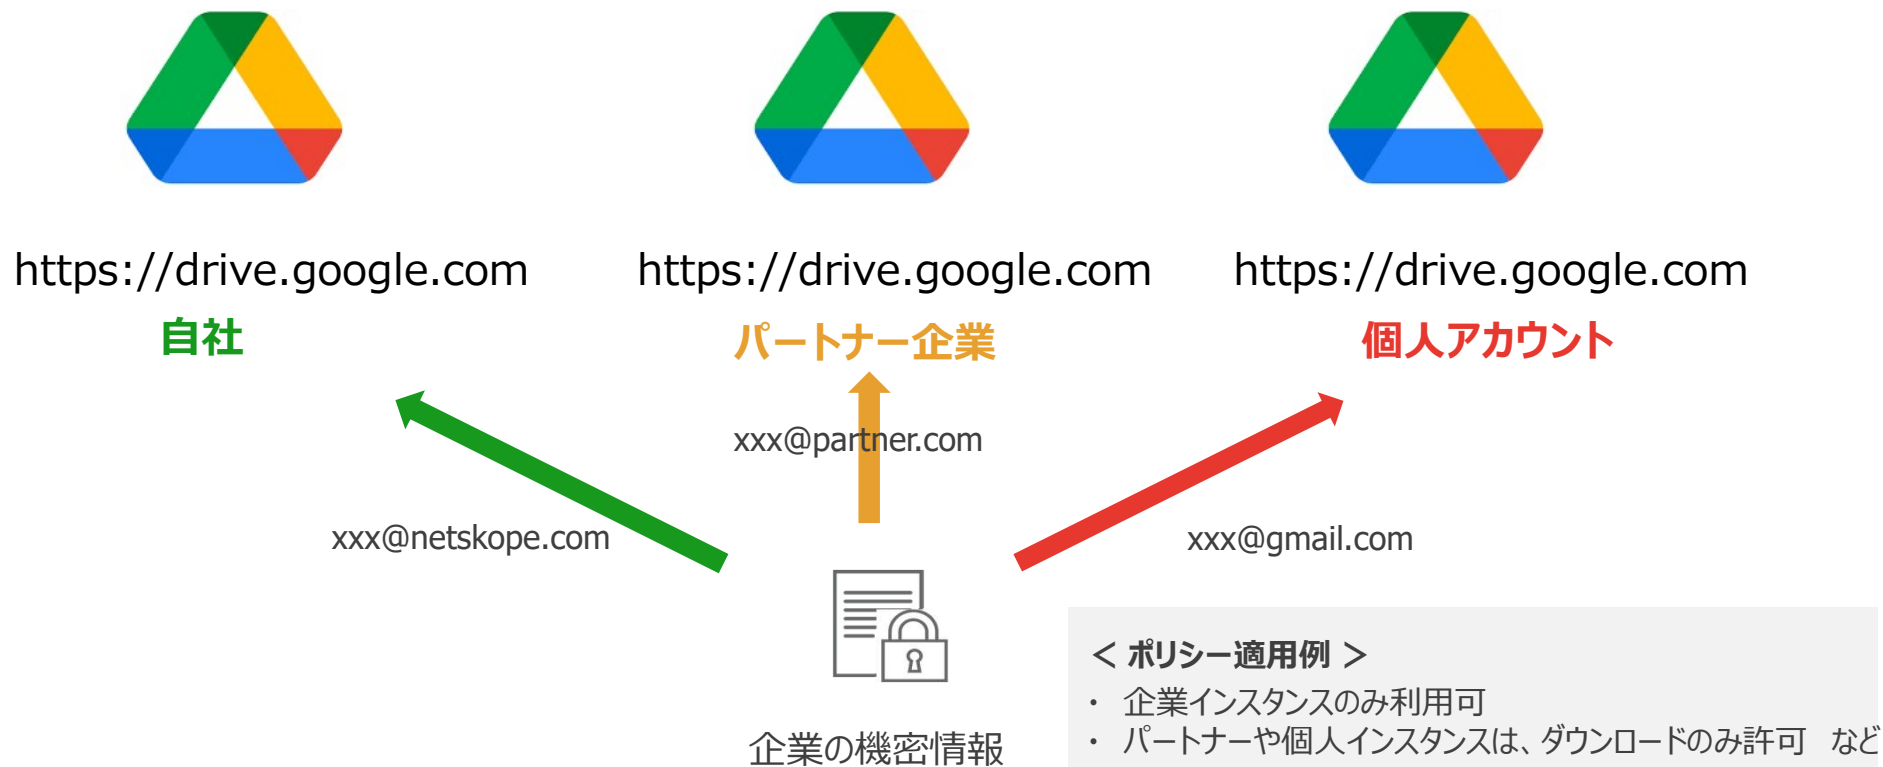 https://drive.google.com
自社
https://drive.google.com
パートナー企業
https://drive.google.com
個人アカウント
xxx@partner.com
xxx@netskope.com
xxx@gmail.com
企業の機密情報
＜ ポリシー適用例 ＞
・ 企業インスタンスのみ利用可
・ パートナーや個人インスタンスは、ダウンロードのみ許可 など